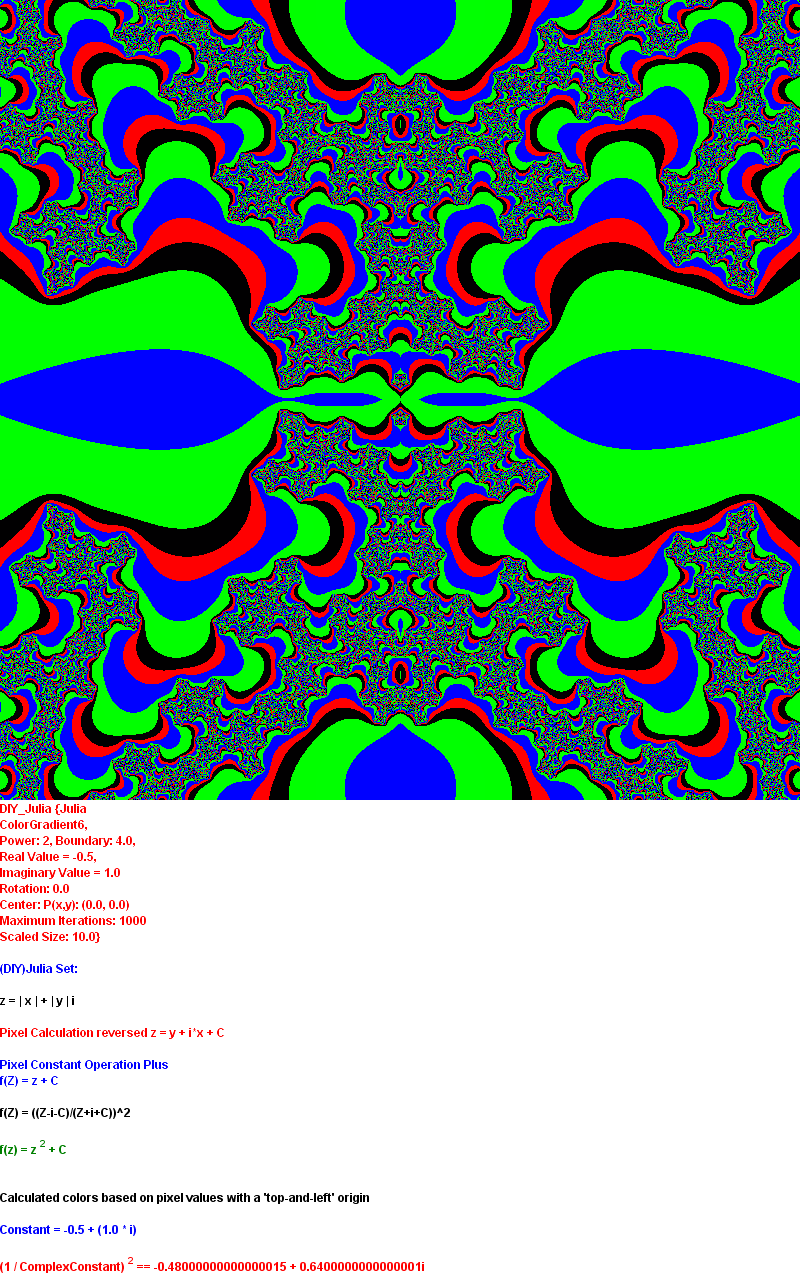 DIY_Julia {Julia
ColorGradient6,
Power: 2, Boundary: 4.0,
Real Value = -0.5,
Imaginary Value = 1.0
Rotation: 0.0
Center: P(x,y): (0.0, 0.0)
Maximum Iterations: 1000
Scaled Size: 10.0}
(DIY)Julia Set:
z = | x | + | y | i
Pixel Calculation reversed z = y + i*x + C
Pixel Constant Operation Plus
f(Z) = z + C
f(Z) = ((Z-i-C)/(Z+i+C))^2
f(z) = z 2 + C
Calculated colors based on pixel values with a 'top-and-left' origin
Constant = -0.5 + (1.0 * i)
(1 / ComplexConstant) 2 == -0.48000000000000015 + 0.6400000000000001i